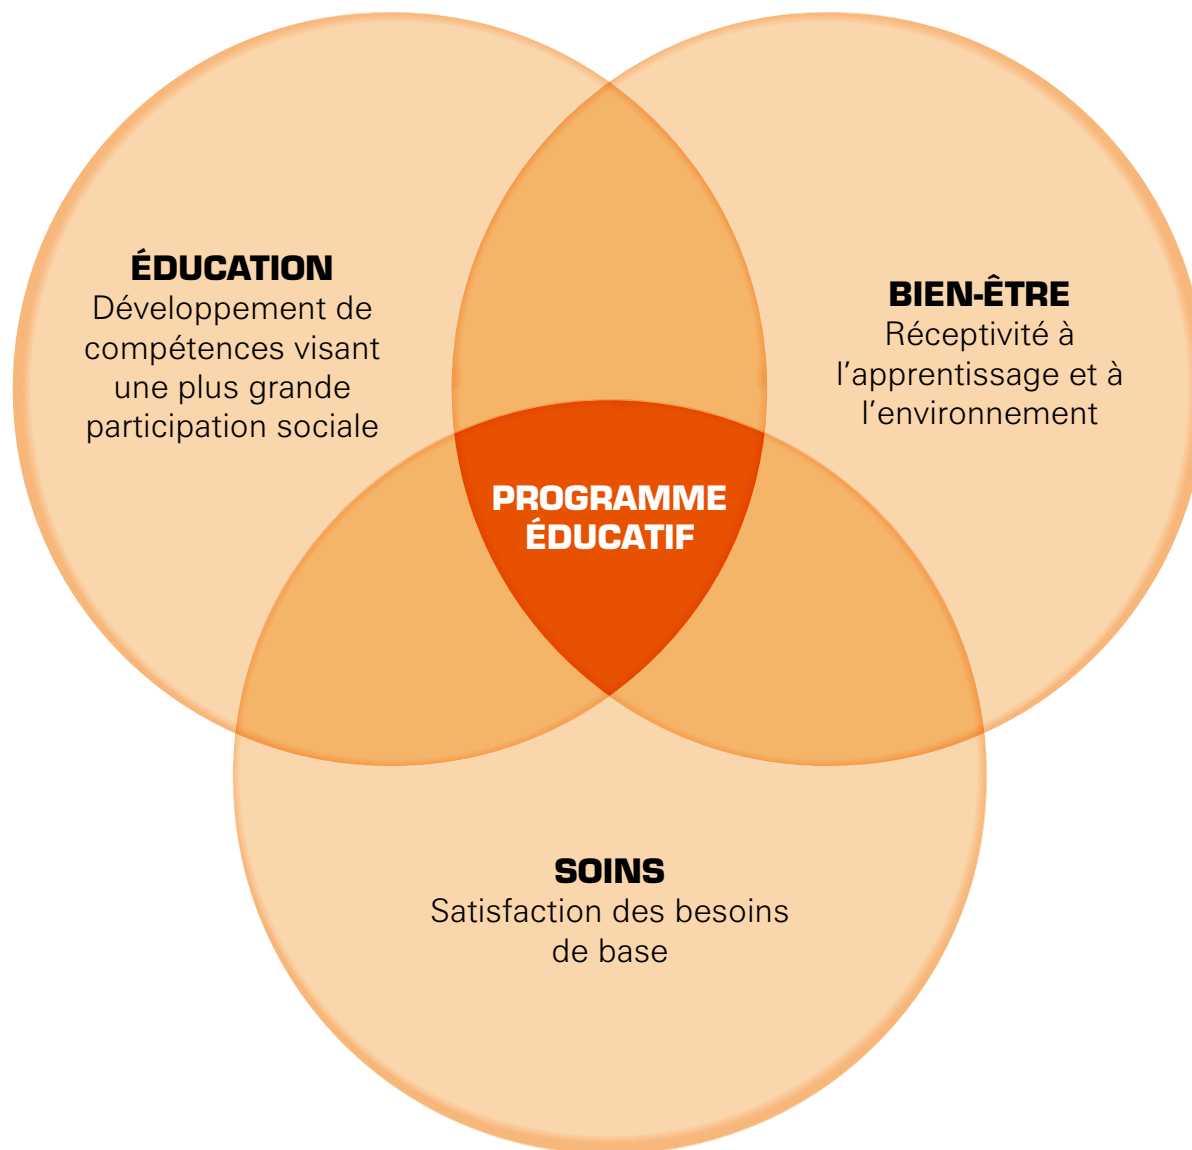 ÉDUCATION
Développement de
compétences visant
une plus grande
participation sociale
BIEN-ÊTRE
Réceptivité à
l’apprentissage et à
l’environnement
PROGRAMME
ÉDUCATIF
SOINS
Satisfaction des besoins
de base